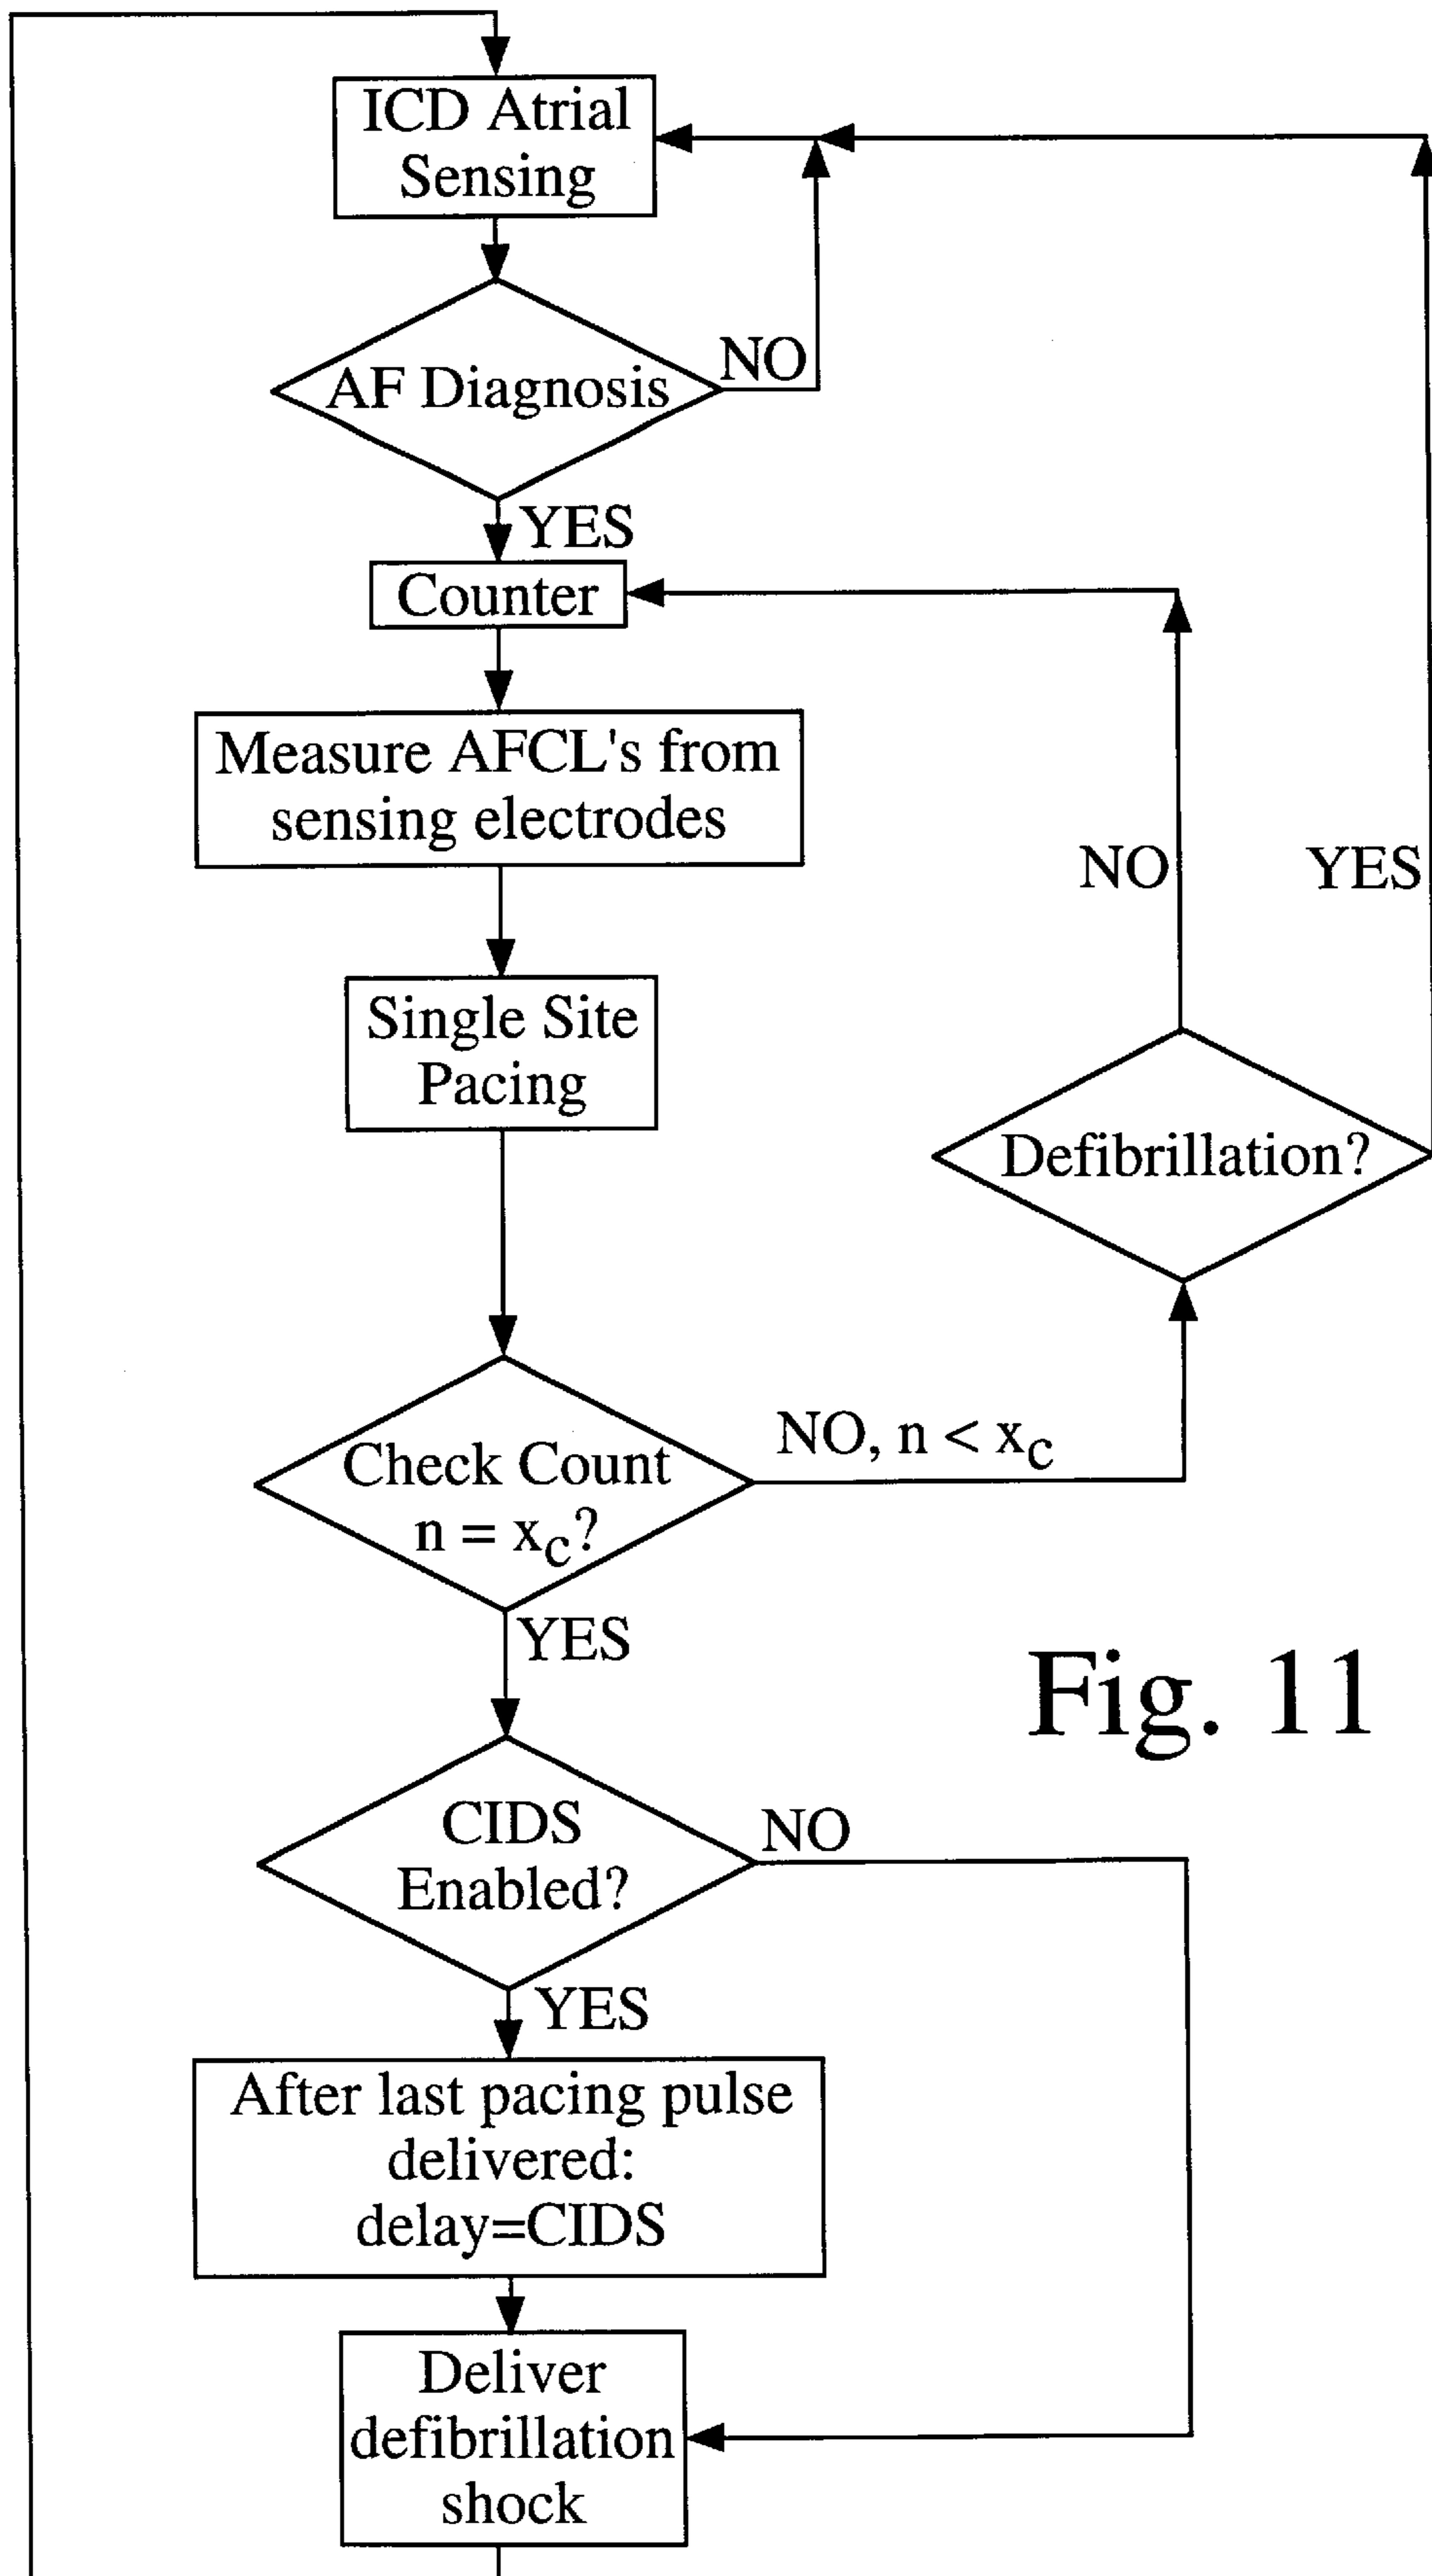 ICD Atrial
Sensing
AF Diagnosis
NO
YES
Counter
Measure AFCL's from
sensing electrodes
NO
YES
Single Site
Pacing
Defibrillation?
NO, n < xC
Check Count
n = xC?
YES
Fig. 11
CIDS
Enabled?
NO
YES
After last pacing pulse
delivered:
delay=CIDS
Deliver
defibrillation
shock